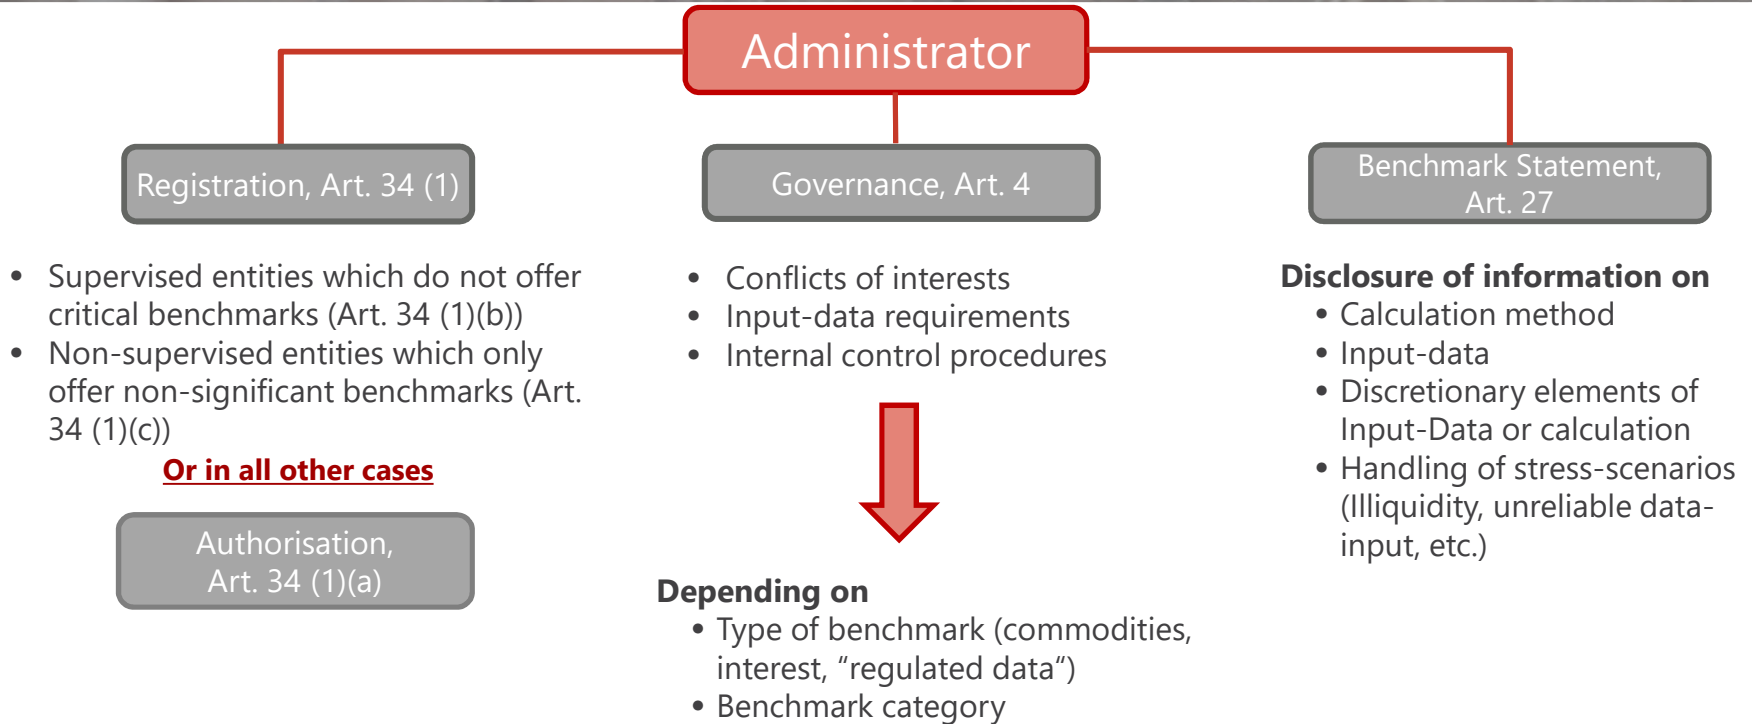 Administrator
Registration, Art. 34 (1)
• Supervised entities which do not offer
critical benchmarks (Art. 34 (1)(b))
• Non-supervised entities which only
offer non-significant benchmarks (Art.
34 (1)(c))
Or in all other cases
Authorisation,
Art. 34 (1)(a)
Governance, Art. 4
• Conflicts of interests
• Input-data requirements
• Internal control procedures
Depending on
• Type of benchmark (commodities,
interest, “regulated data“)
• Benchmark category
Benchmark Statement,
Art. 27
Disclosure of information on
• Calculation method
• Input-data
• Discretionary elements of
Input-Data or calculation
• Handling of stress-scenarios
(Illiquidity, unreliable data-
input, etc.)